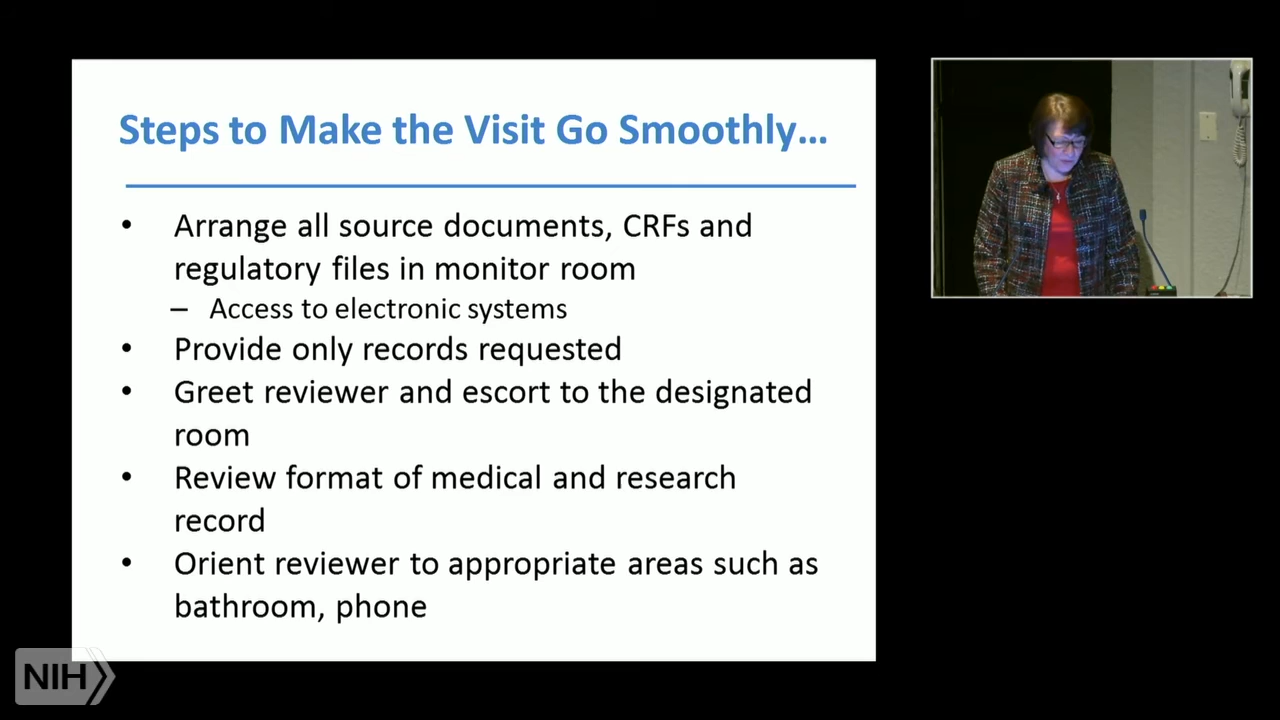 Steps to Make the Visit Go Smoothly…
• Arrange all source documents, CRFs and
regulatory files in monitor room
– Access to electronic systems
• Provide only records requested
• Greet reviewer and escort to the designated
room
• Review format of medical and research
record
• Orient reviewer to appropriate areas such as
bathroom, phone
NIH